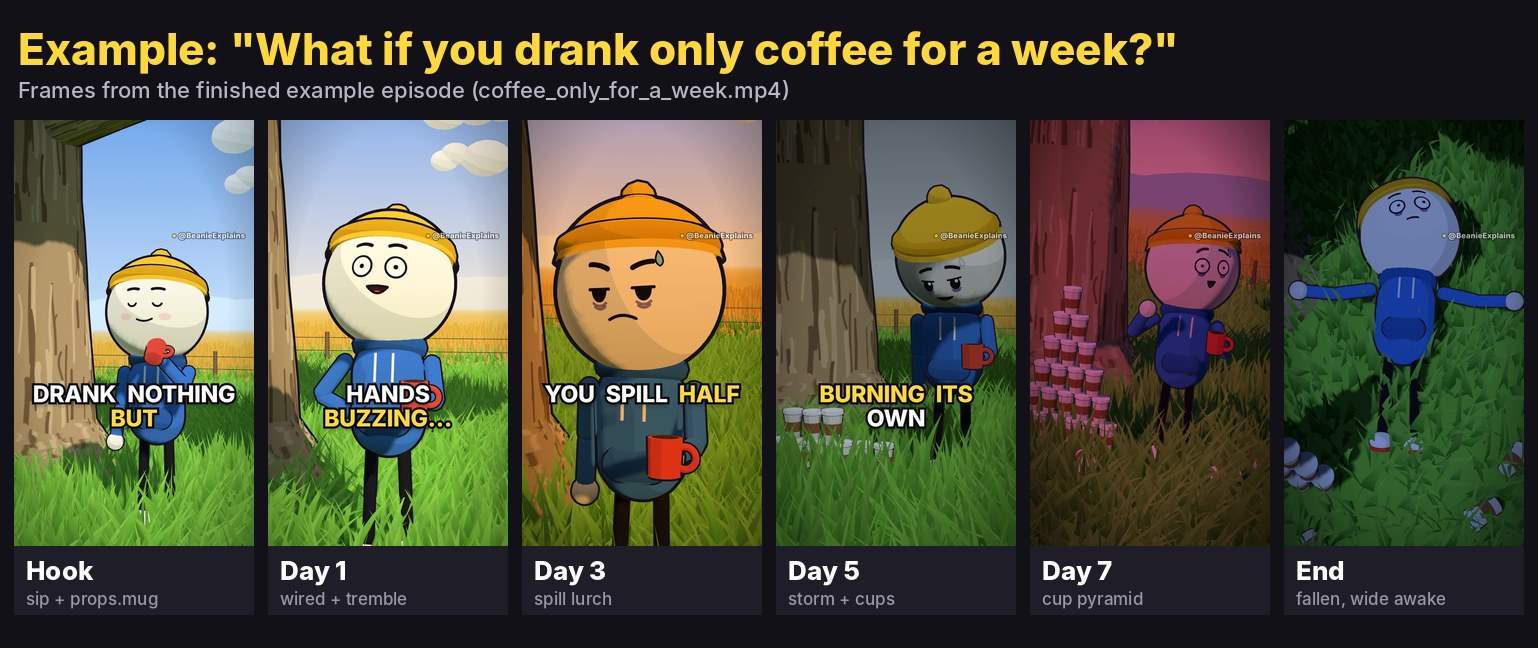 Example: "What if you drank only coffee for a week?"
Frames from the finished example episode (coffee_only_for_a_week.mp4)
@BeanieExplains
DRANK NOTHING
BUT
Hook
sip + props.mug
@BeanieExplains
HANDS
BUZZING...
Day 1
wired + tremble
@BeanieExplains
YOU SPILL HALF
Day 3
spill lurch
@BeanieExplains
BURNING ITS
OWN
Day 5
storm + cups
@BeanieExplains
Day 7
cup pyramid
@BeanieExplains
End
fallen, wide awake